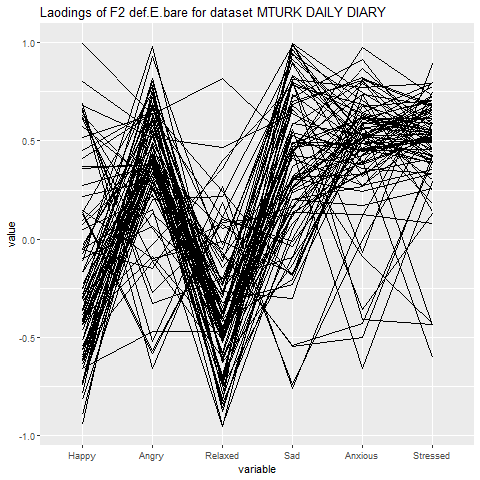 Laodings of F2 def.E.bare for dataset MTURK DAILY DIARY
1.0
0.5
0.0
-0.5
-1.0
value
Happy Angry Relaxed Sad Anxious Stressed
variable